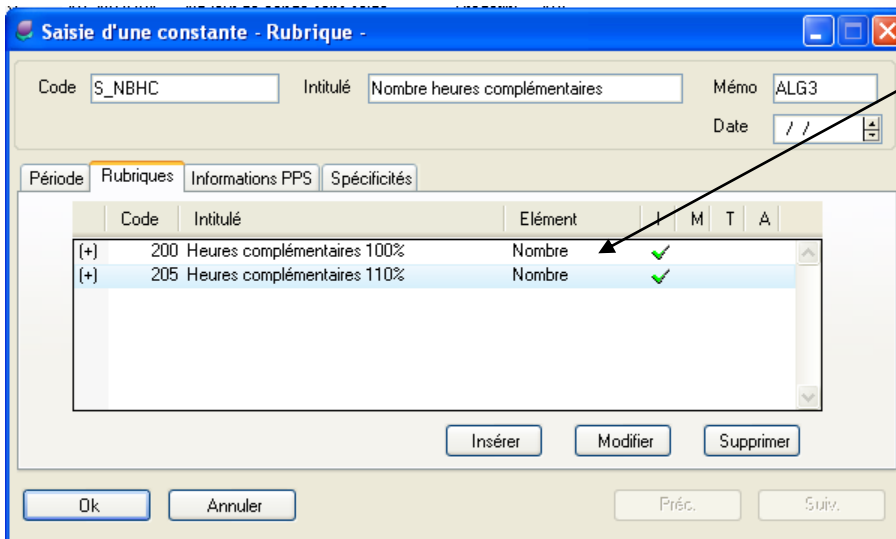 Saisie d'une constante - Rubrique -
Code S_NBHC Intitulé Nombre heures complémentaires Mémo ALG3
Date / /
Période Rubriques Informations PPS Spécificités
Code Intitulé Elément I M T A
(+) 200 Heures complémentaires 100% Nombre
(+) 205 Heures complémentaires 110% Nombre
Insérer Modifier Supprimer
Ok Annuler Préc. Suiv.